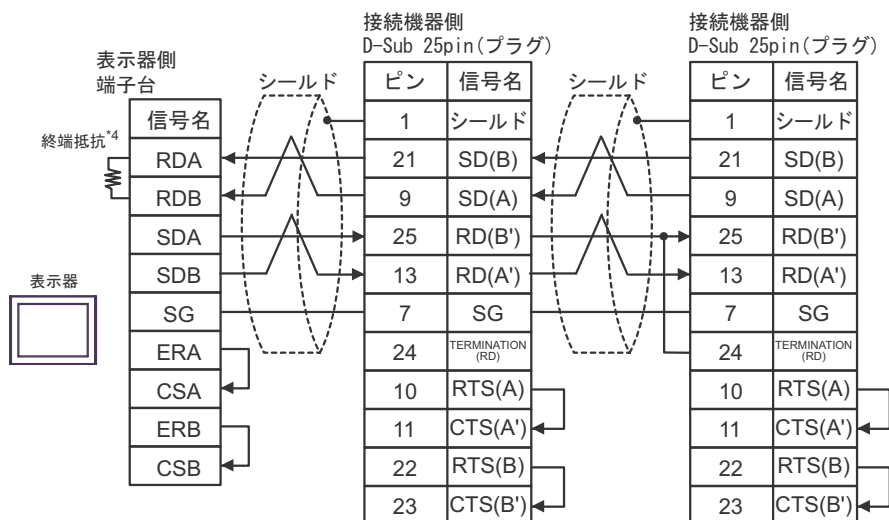 接続機器側
D-Sub 25pin(プラグ)
接続機器側
D-Sub 25pin(プラグ)
表示器側
端子台
シールド
シールド
終端抵抗*4
表示器
信号名
RDA
RDB
SDA
SDB
SG
ERA
CSA
ERB
CSB
ピン 信号名
1 シールド
21 SD(B)
9 SD(A)
25 RD(B')
13 RD(A')
7 SG
24 TERMINATION
(RD)
10 RTS(A)
11 CTS(A')
22 RTS(B)
23 CTS(B')
ピン 信号名
1 シールド
21 SD(B)
9 SD(A)
25 RD(B')
13 RD(A')
7 SG
24 TERMINATION
(RD)
10 RTS(A)
11 CTS(A')
22 RTS(B)
23 CTS(B')